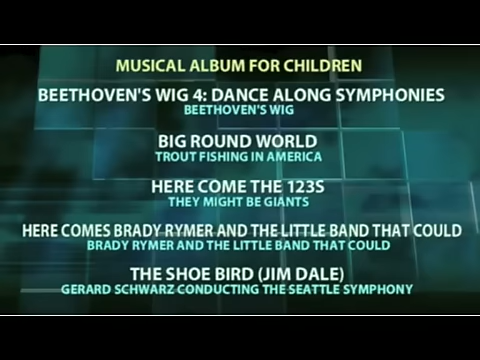 MUSICAL ALBUM FOR CHILDREN
BEETHOVEN'S WIG 4: DANCE ALONG SYMPHONIES
BEETHOVEN'S WIG
BIG ROUND WORLD
TROUT FISHING IN AMERICA
HERE COME THE 123S
THEY MIGHT BE GIANTS
HERE COMES BRADY RYMER AND THE LITTLE BAND THAT COULD
BRADY RYMER AND THE LITTLE BAND THAT COULD
THE SHOE BIRD (JIM DALE)
GERARD SCHWARZ CONDUCTING THE SEATTLE SYMPHONY